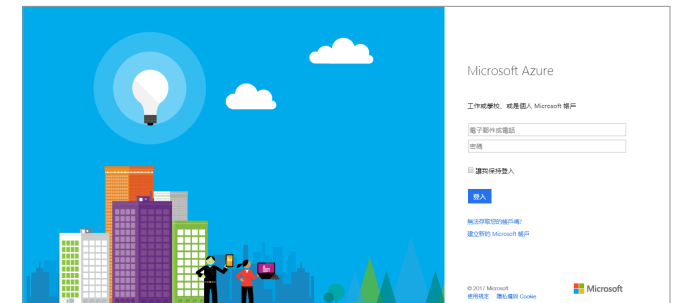 Microsoft Azure
工作或學校、或是個人 Microsoft 帳戶
電子郵件或電話
密碼
讓我保持登入
登入
無法存取您的帳戶嗎?
建立新的 Microsoft 帳戶
© 2017 Microsoft
使用規定 隱私權與 Cookie
Microsoft